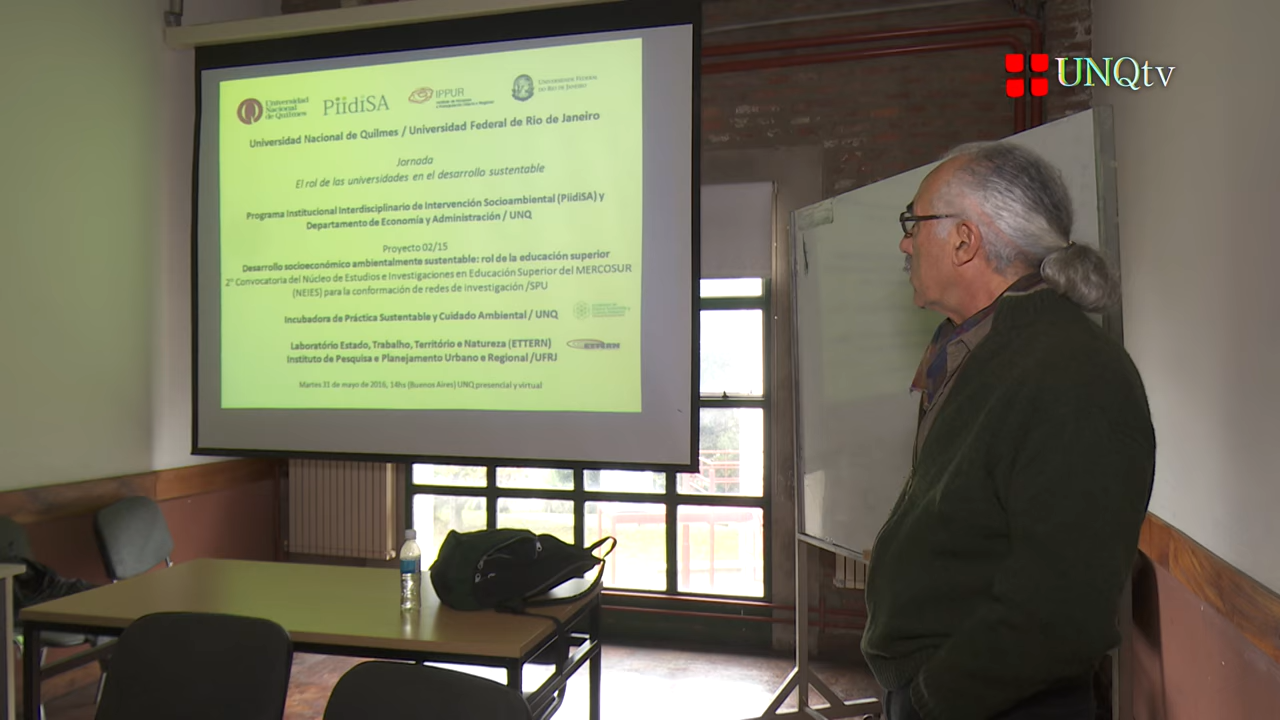 UNQtv
Universidad
Nacional
de Quilmes
PiidiSA
IPPUR
UNIVERSIDADE FEDERAL
DO RIO DE JANEIRO
Universidad Nacional de Quilmes / Universidad Federal de Rio de Janeiro
Jornada
El rol de las universidades en el desarrollo sustentable
Programa Institucional Interdisciplinario de Intervención Socioambiental (PiidiSA) y
Departamento de Economía y Administración / UNQ
Proyecto 02/15
Desarrollo socioeconómico ambientalmente sustentable: rol de la educación superior
2° Convocatoria del Núcleo de Estudios e Investigaciones en Educación Superior del MERCOSUR
(NEIES) para la conformación de redes de investigación /SPU
Incubadora de Práctica Sustentable y Cuidado Ambiental / UNQ
Laboratório Estado, Trabalho, Território e Natureza (ETTERN)
ETTERN
Instituto de Pesquisa e Planejamento Urbano e Regional /UFRJ
Martes 31 de mayo de 2016, 14hs (Buenos Aires) UNQ presencial y virtual